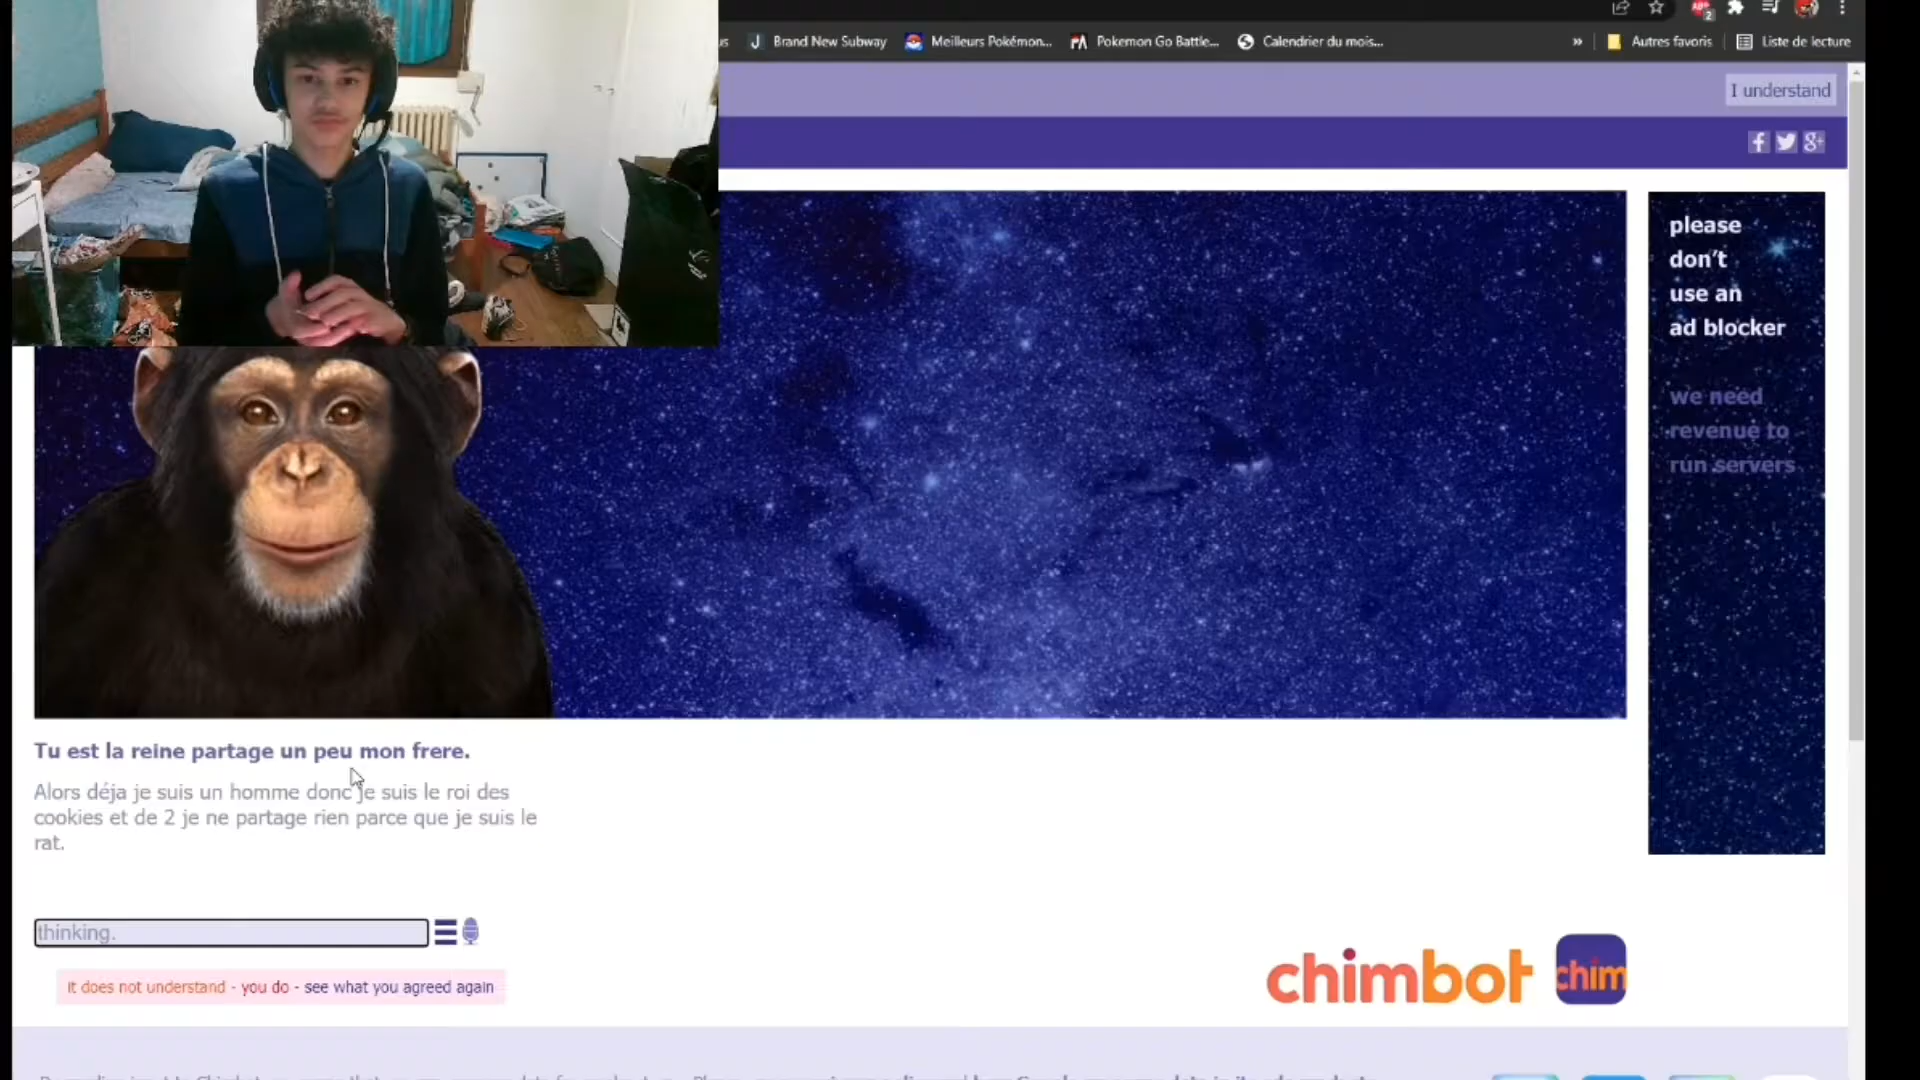 Brand New Subway Meilleurs Pokémon... Pokemon Go Battle... Calendrier du mois... » Autres favoris Liste de lecture
I understand
please
don't
use an
ad blocker
we need
revenue to
run servers
Tu est la reine partage un peu mon frere.
Alors déja je suis un homme donc je suis le roi des
cookies et de 2 je ne partage rien parce que je suis le
rat.
thinking.
it does not understand - you do - see what you agreed again
chimbot chim